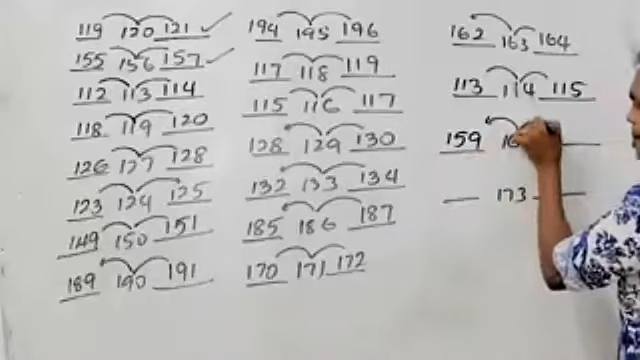 119 120 121
155 156 157
112 113 114
118 119 120
126 127 128
123 124 125
149 150 151
189 190 191
194 195 196
117 118 119
115 116 117
128 129 130
132 133 134
185 186 187
170 171 172
162 163 164
113 114 115
159
173